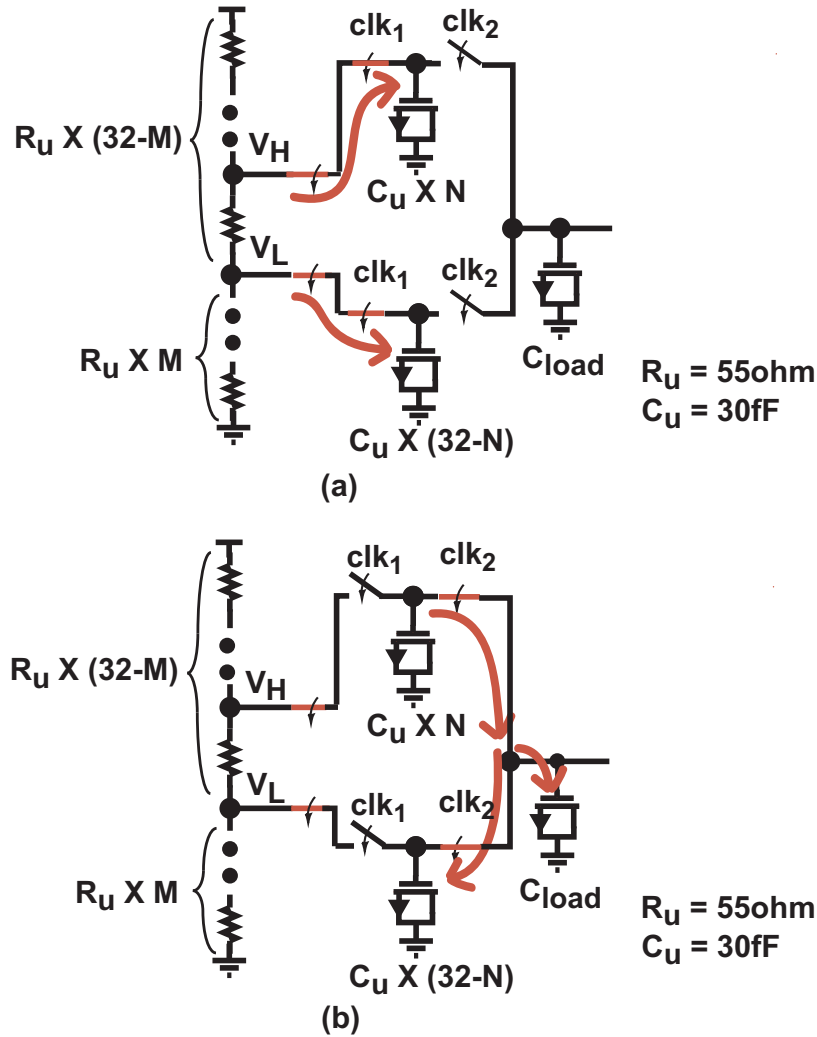 clk1 clk2
Ru X (32-M)
VH
Cu X N
VL
clk1 clk2
Ru X M
Cload
Ru = 55ohm
Cu = 30fF
Cu X (32-N)
(a)
clk1 clk2
Ru X (32-M)
VH
Cu X N
VL
clk1 clk2
Ru X M
Cload
Ru = 55ohm
Cu = 30fF
Cu X (32-N)
(b)